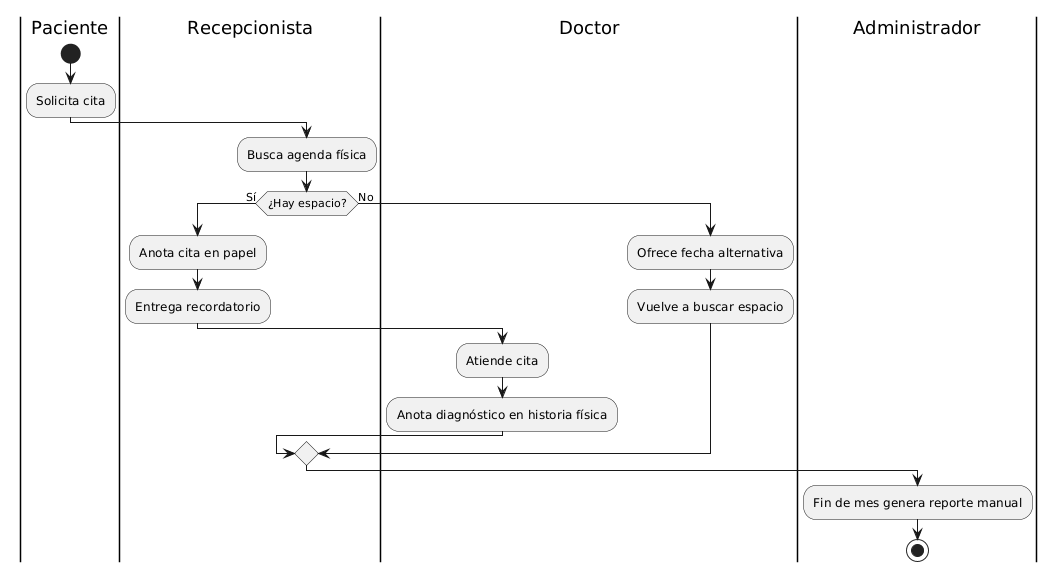 Paciente
Recepcionista
Doctor
Administrador
Solicita cita
Busca agenda física
¿Hay espacio?
Sí
No
Anota cita en papel
Ofrece fecha alternativa
Entrega recordatorio
Vuelve a buscar espacio
Atiende cita
Anota diagnóstico en historia física
Fin de mes genera reporte manual